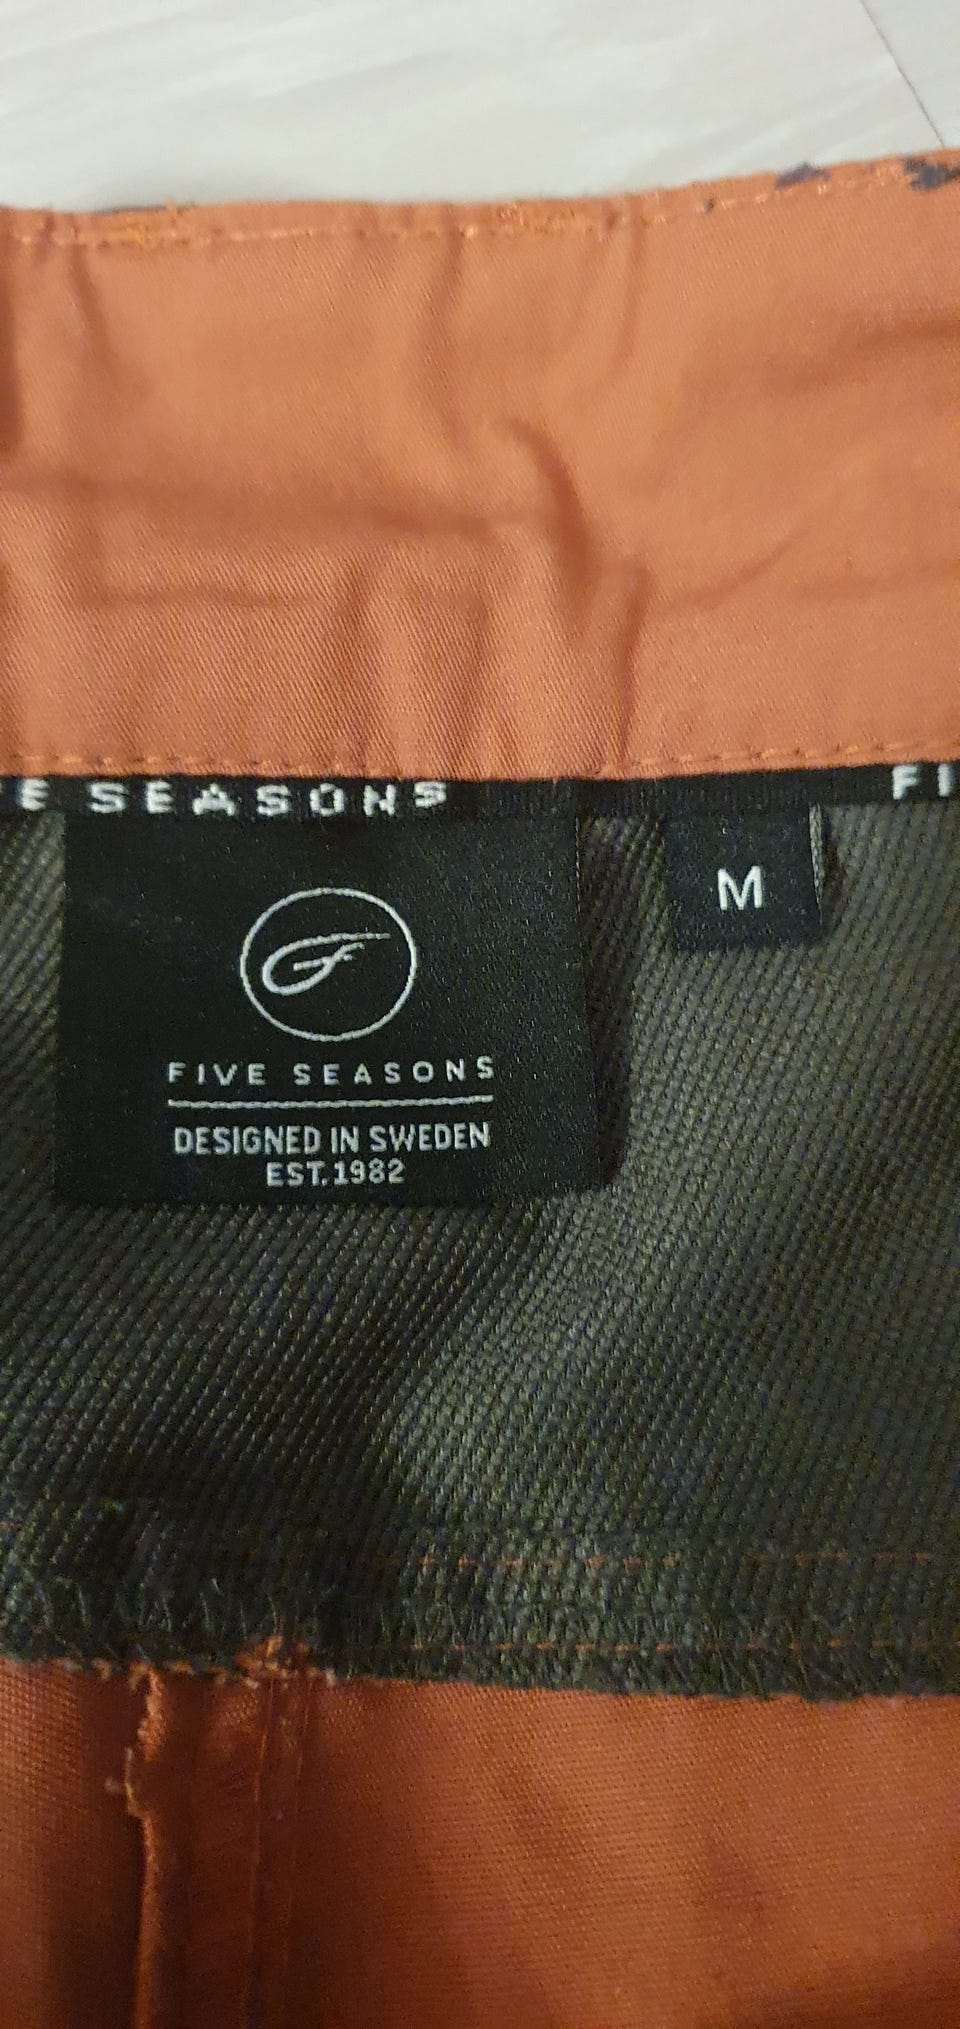 E SEASONS
FI
M
FIVE SEASONS
DESIGNED IN SWEDEN
EST. 1982